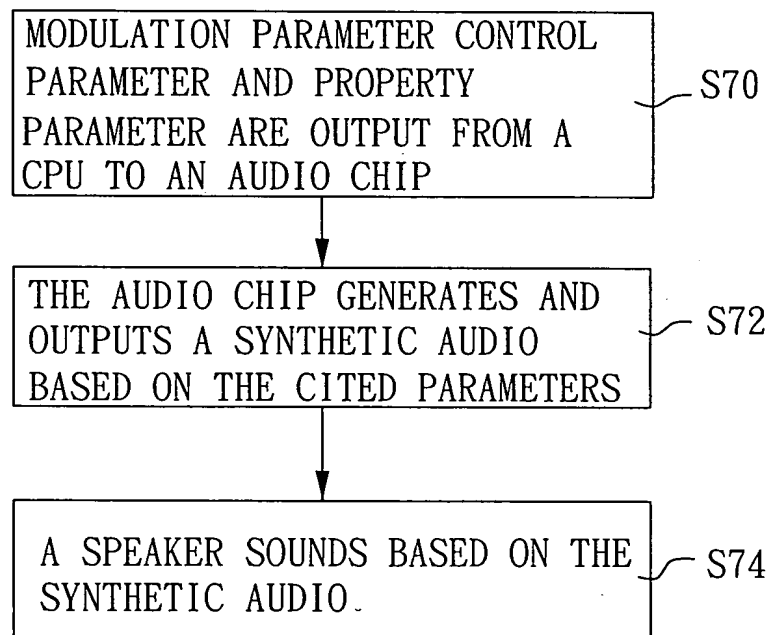 MODULATION PARAMETER CONTROL
PARAMETER AND PROPERTY
PARAMETER ARE OUTPUT FROM A
CPU TO AN AUDIO CHIP
S70
THE AUDIO CHIP GENERATES AND
OUTPUTS A SYNTHETIC AUDIO
BASED ON THE CITED PARAMETERS
S72
A SPEAKER SOUNDS BASED ON THE
SYNTHETIC AUDIO.
S74